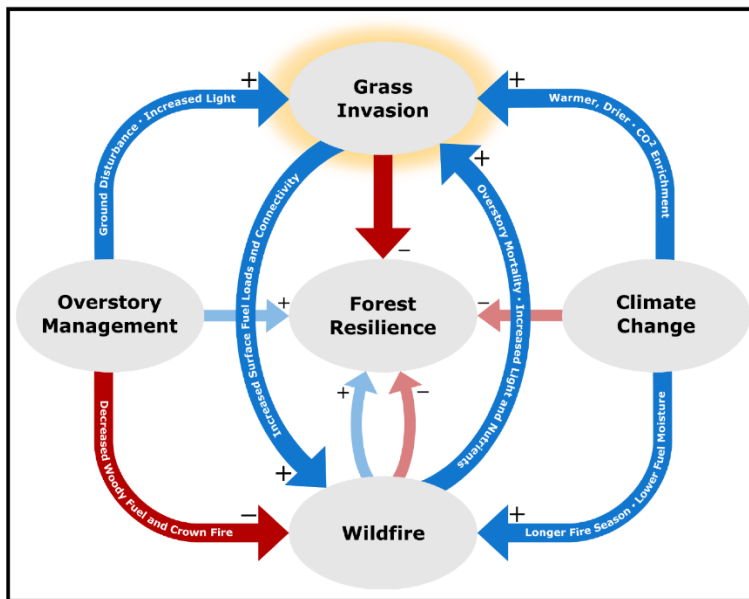 Grass
Invasion
+
+
Ground Disturbance • Increased Light
Warmer, Drier • CO² Enrichment
+
Increased Surface Fuel Loads and Connectivity
Overstory Mortality • Increased Light and Nutrients
−
Overstory
Management
+
Forest
Resilience
−
Climate
Change
+
−
Decreased Woody Fuel and Crown Fire
Longer Fire Season • Lower Fuel Moisture
+
−
+
Wildfire